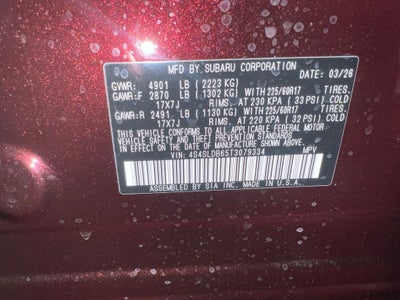 MFD. BY SUBARU CORPORATION DATE: 03/26
GVWR: 4901 LB (2223 KG)
GAWR:F 2870 LB (1302 KG) WITH 225/60R17 TIRES.
17X7J RIMS. AT 230 KPA (33 PSI) COLD
GAWR:R 2491 LB (1130 KG) WITH 225/60R17 TIRES.
17X7J RIMS. AT 220 KPA (32 PSI) COLD
THIS VEHICLE CONFORMS TO ALL APPLICABLE FEDERAL MOTOR
VEHICLE SAFETY, BUMPER, AND THEFT PREVENTION STANDARDS
IN EFFECT ON THE DATE OF MANUFACTURE SHOWN ABOVE.
VIN: 4S4SLDB65T3079334 MPV
ASSEMBLED BY SIA INC. MADE IN U.S.A.